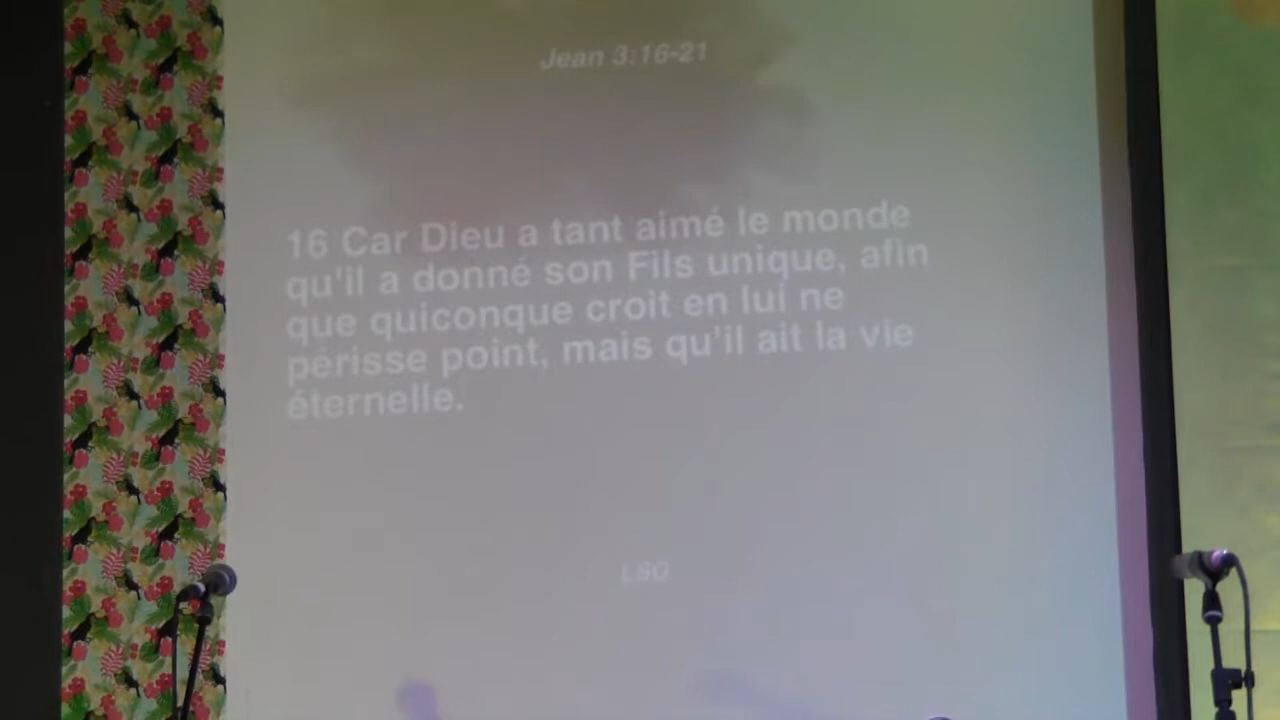 Jean 3:16-21
16 Car Dieu a tant aimé le monde
qu'il a donné son Fils unique, afin
que quiconque croit en lui ne
périsse point, mais qu'il ait la vie
éternelle.
LSG